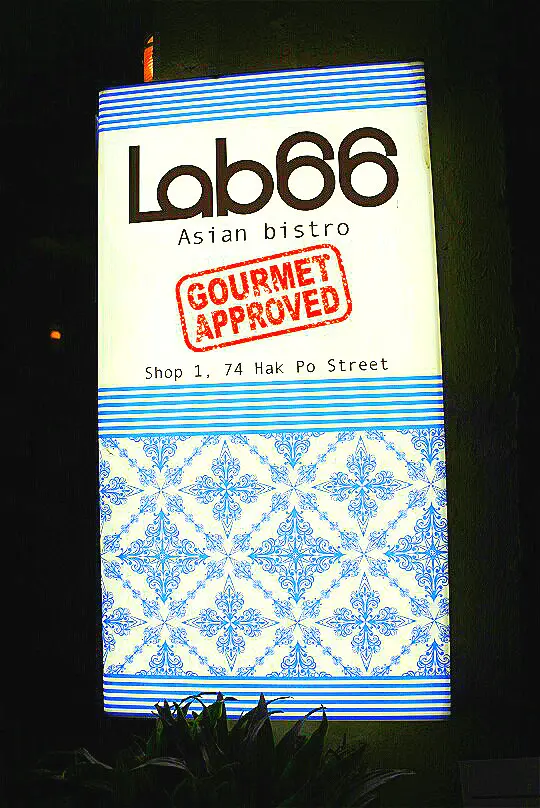 Lab66
Asian bistro
GOURMET
APPROVED
Shop 1, 74 Hak Po Street